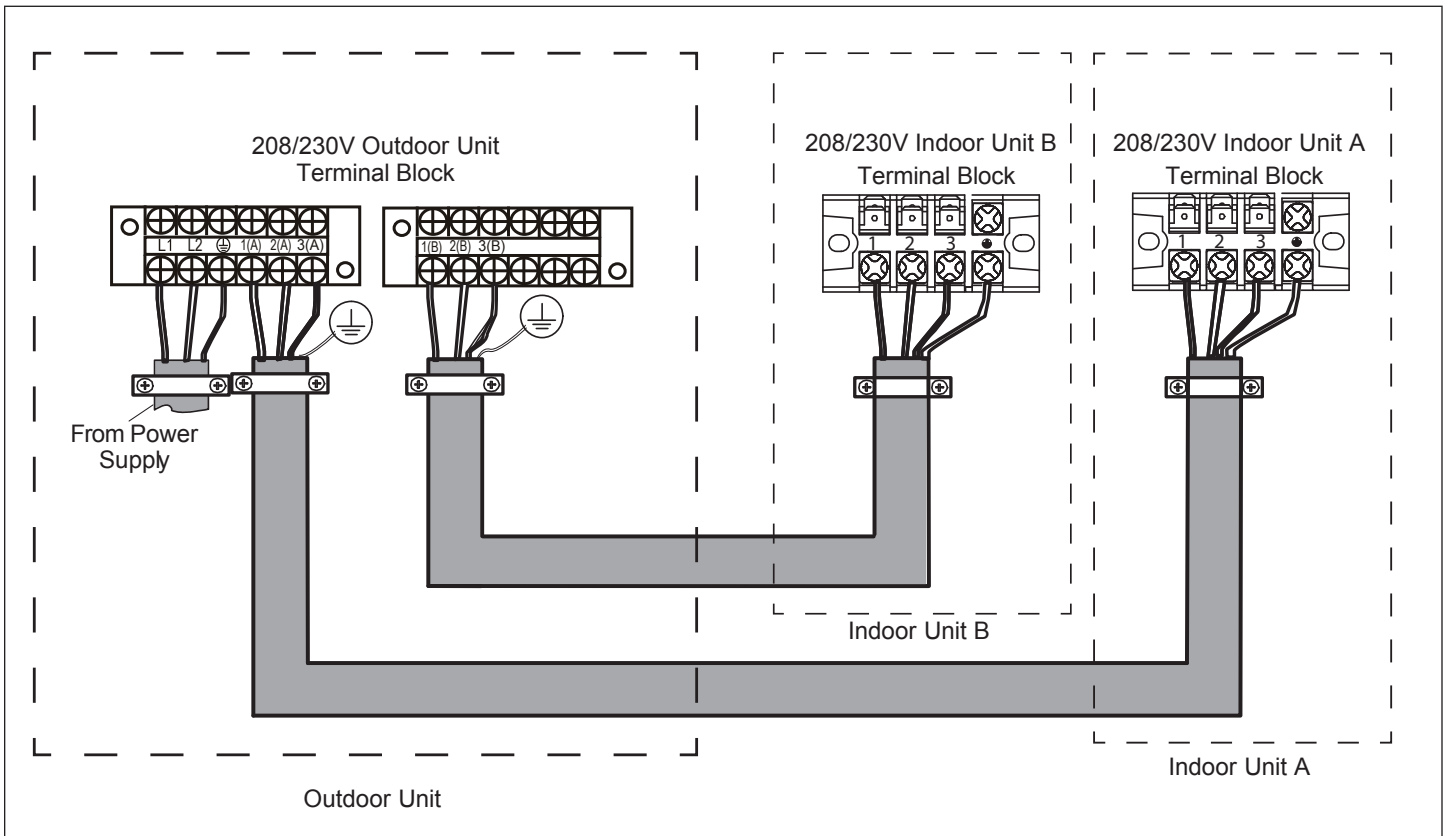 208/230V Outdoor Unit
Terminal Block
L1 L2 1(A) 2(A) 3(A)
1(B) 2(B) 3(B)
208/230V Indoor Unit B
Terminal Block
1 2 3
208/230V Indoor Unit A
Terminal Block
1 2 3
From Power
Supply
Indoor Unit B
Indoor Unit A
Outdoor Unit